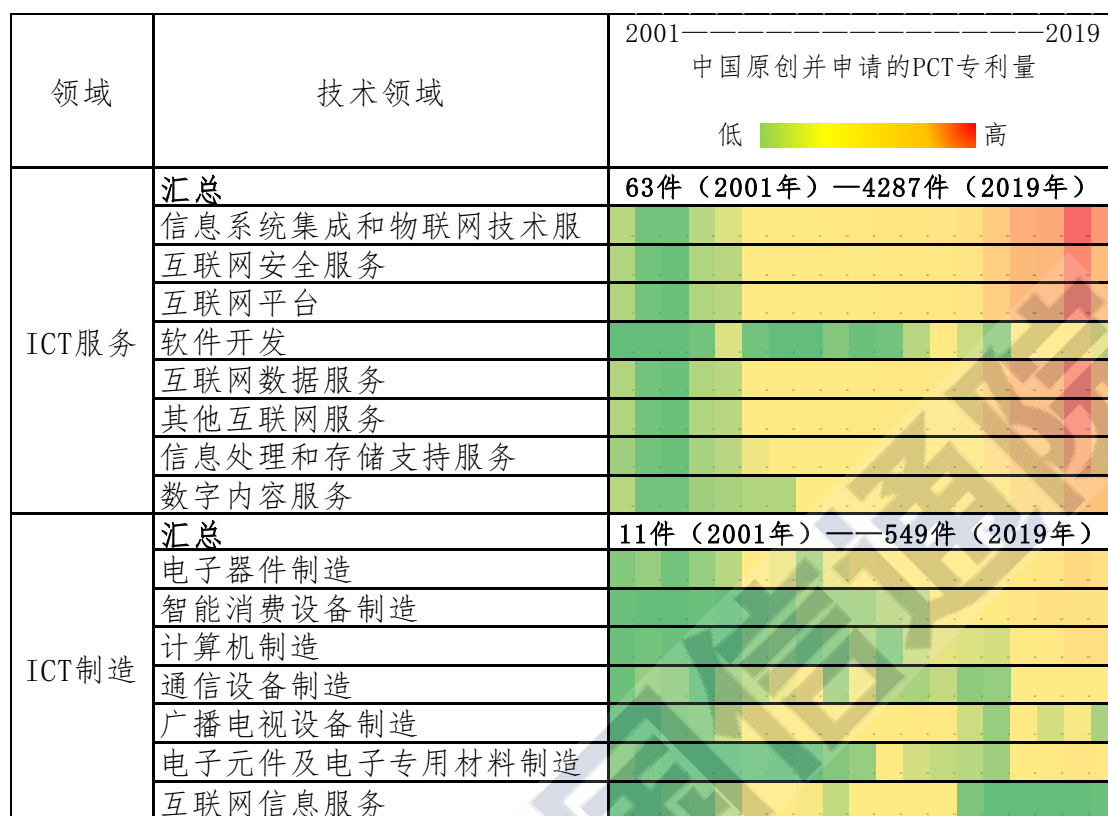 2001——————————————2019
中国原创并申请的PCT专利量
领域
技术领域
低
高
汇总
63件（2001年）—4287件（2019年）
信息系统集成和物联网技术服
互联网安全服务
互联网平台
ICT服务
软件开发
互联网数据服务
其他互联网服务
信息处理和存储支持服务
数字内容服务
汇总
11件（2001年）——549件（2019年）
电子器件制造
智能消费设备制造
计算机制造
ICT制造
通信设备制造
广播电视设备制造
电子元件及电子专用材料制造
互联网信息服务
国信通院